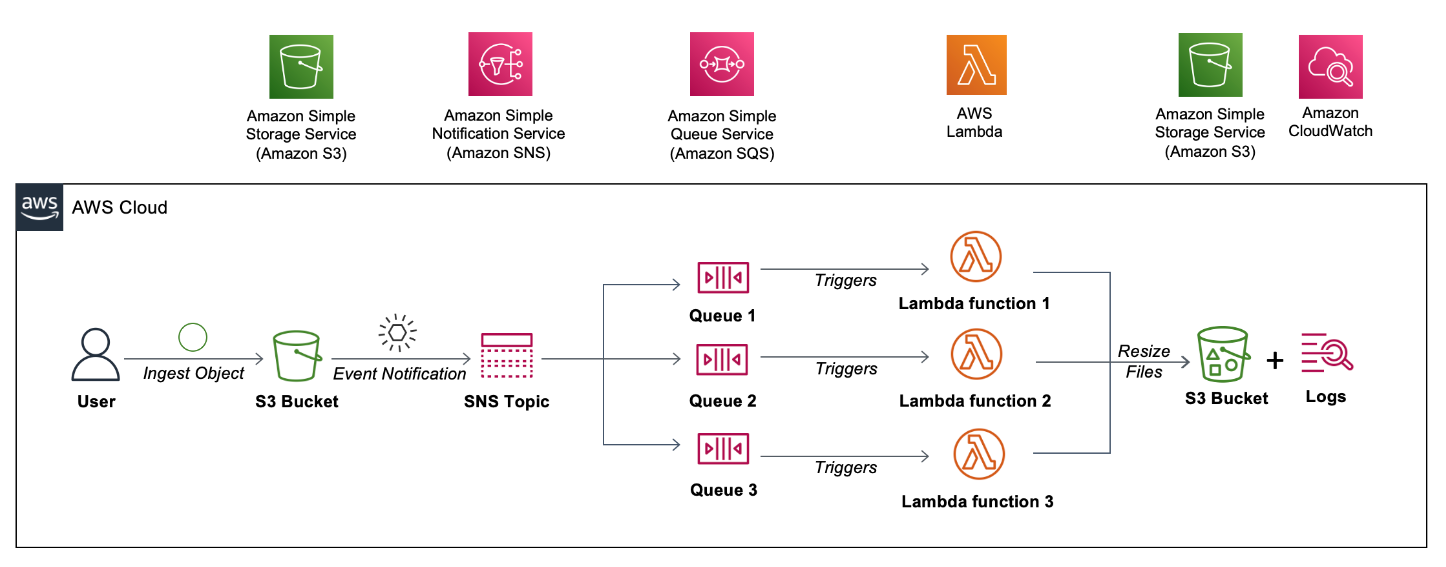 Amazon Simple
Storage Service
(Amazon S3)
Amazon Simple
Notification Service
(Amazon SNS)
Amazon Simple
Queue Service
(Amazon SQS)
AWS
Lambda
Amazon Simple
Storage Service
(Amazon S3)
Amazon
CloudWatch
aws
AWS Cloud
User
Ingest Object
S3 Bucket
Event Notification
SNS Topic
Queue 1
Triggers
Lambda function 1
Queue 2
Triggers
Lambda function 2
Queue 3
Triggers
Lambda function 3
Resize
Files
S3 Bucket
+
Logs